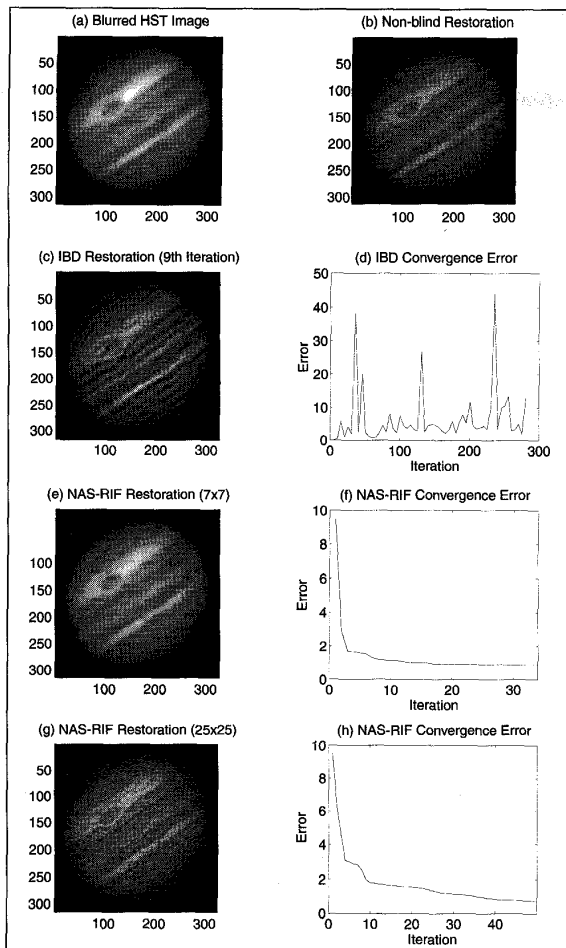 (a) Blurred HST Image
50
100
150
200
250
300
100 200 300
(b) Non-blind Restoration
50
100
150
200
250
300
100 200 300
(c) IBD Restoration (9th Iteration)
50
100
150
200
250
300
100 200 300
(d) IBD Convergence Error
50
40
30
20
10
0
Error
0 100 200 300
Iteration
(e) NAS-RIF Restoration (7x7)
50
100
150
200
250
300
100 200 300
(f) NAS-RIF Convergence Error
10
8
6
4
2
0
Error
0 10 20 30
Iteration
(g) NAS-RIF Restoration (25x25)
50
100
150
200
250
300
100 200 300
(h) NAS-RIF Convergence Error
10
8
6
4
2
0
Error
0 10 20 30 40
Iteration